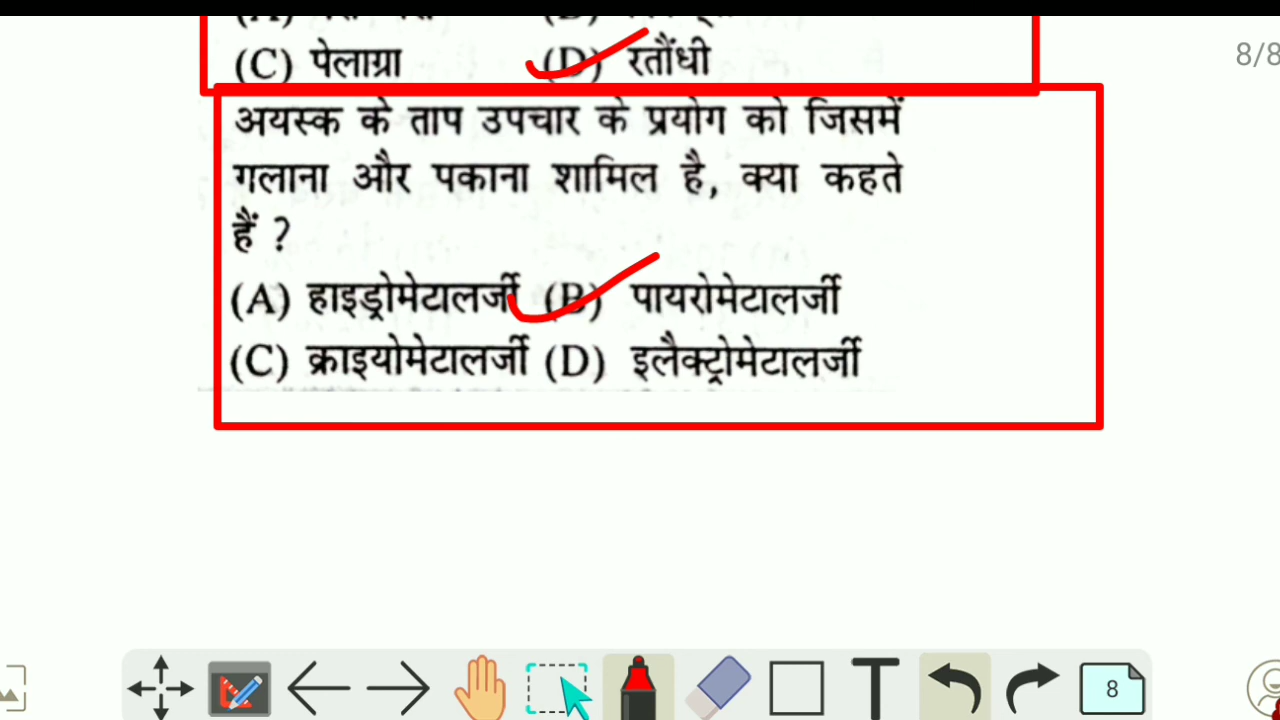 (C) पेलाग्रा (D) रतौंधी
8/8
अयस्क के ताप उपचार के प्रयोग को जिसमें
गलाना और पकाना शामिल है, क्या कहते
हैं ?
(A) हाइड्रोमेटालर्जी (B) पायरोमेटालर्जी
(C) क्राइयोमेटालर्जी (D) इलैक्ट्रोमेटालर्जी
T
8